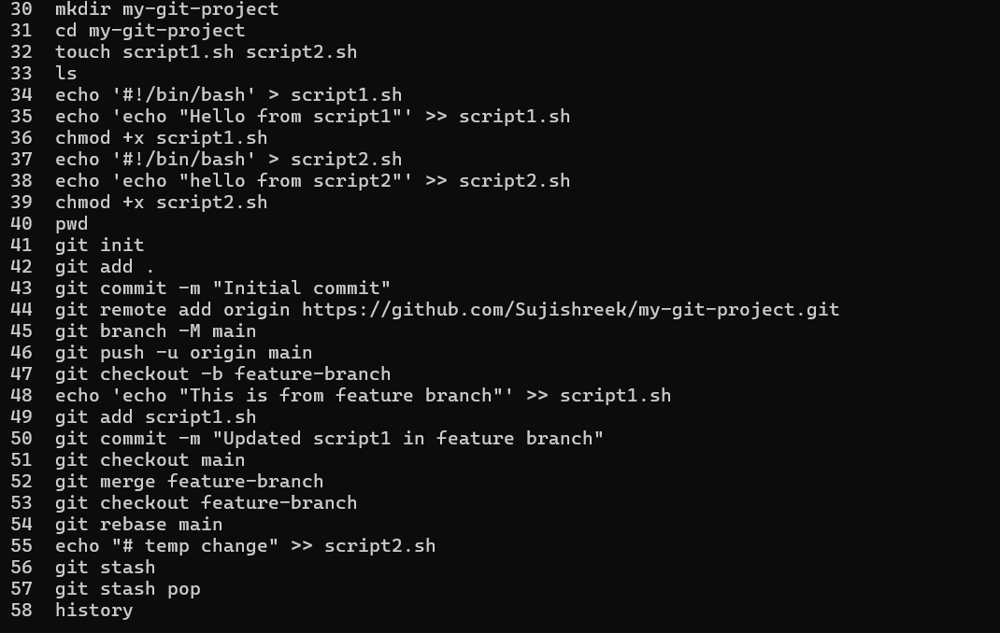 30 mkdir my-git-project
31 cd my-git-project
32 touch script1.sh script2.sh
33 ls
34 echo '#!/bin/bash' > script1.sh
35 echo 'echo "Hello from script1"' >> script1.sh
36 chmod +x script1.sh
37 echo '#!/bin/bash' > script2.sh
38 echo 'echo "hello from script2"' >> script2.sh
39 chmod +x script2.sh
40 pwd
41 git init
42 git add .
43 git commit -m "Initial commit"
44 git remote add origin https://github.com/Sujishreek/my-git-project.git
45 git branch -M main
46 git push -u origin main
47 git checkout -b feature-branch
48 echo 'echo "This is from feature branch"' >> script1.sh
49 git add script1.sh
50 git commit -m "Updated script1 in feature branch"
51 git checkout main
52 git merge feature-branch
53 git checkout feature-branch
54 git rebase main
55 echo "# temp change" >> script2.sh
56 git stash
57 git stash pop
58 history